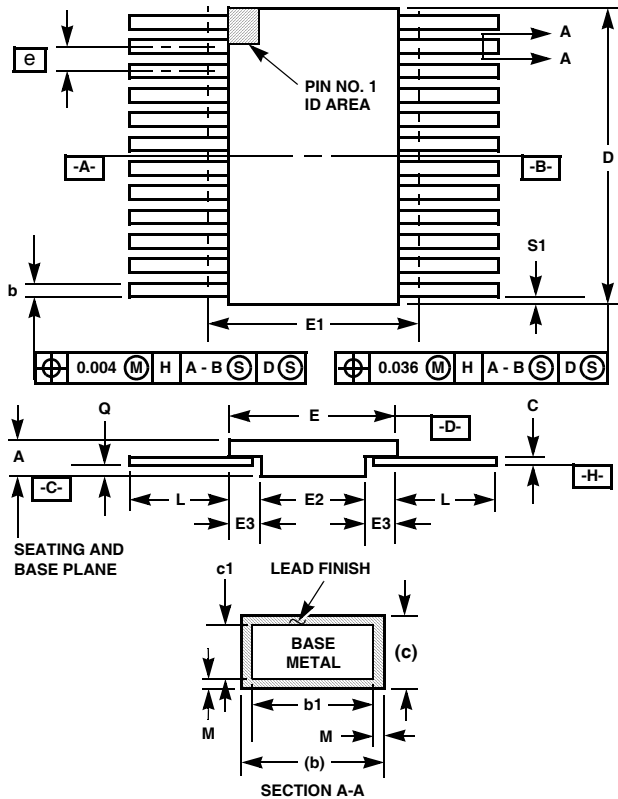 A
A
e
PIN NO. 1
ID AREA
-A-
-B-
D
S1
b
E1
0.004 M H A - B S D S
0.036 M H A - B S D S
Q
E
-D-
C
A
-C-
-H-
L
E2
L
E3
E3
SEATING AND
BASE PLANE
c1
LEAD FINISH
BASE
METAL
(c)
b1
M
M
(b)
SECTION A-A